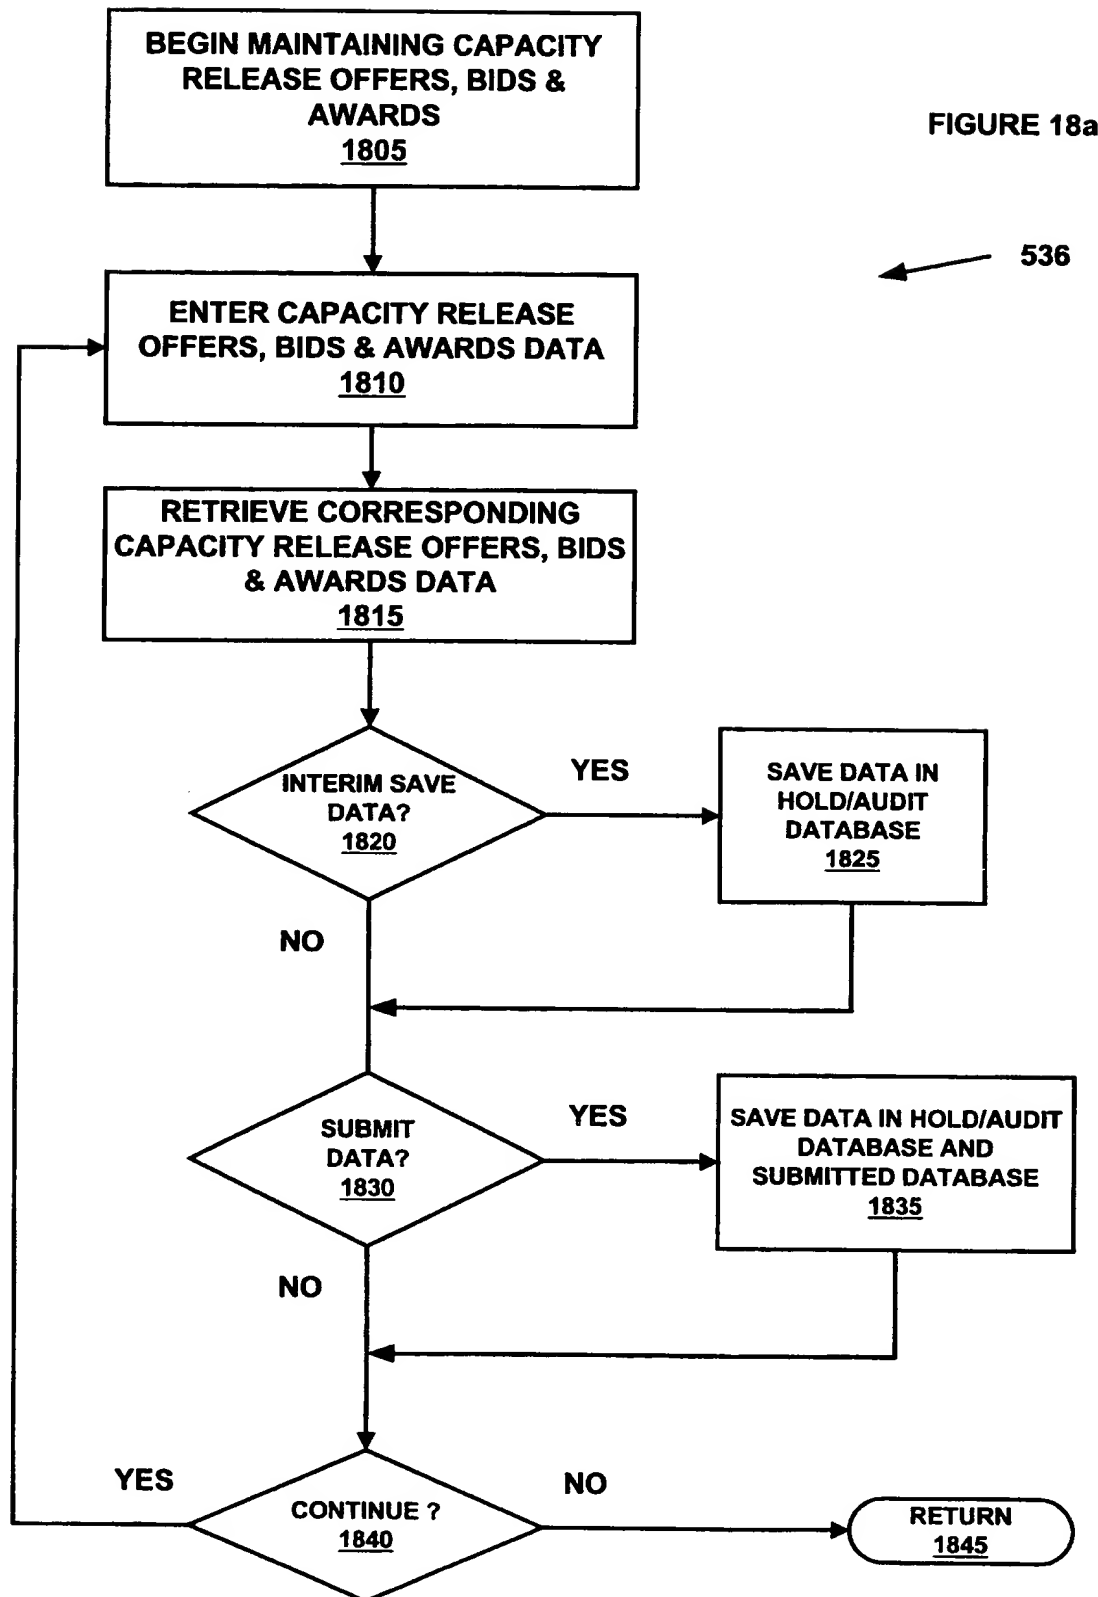 BEGIN MAINTAINING CAPACITY
RELEASE OFFERS, BIDS &
AWARDS
1805
FIGURE 18a
536
ENTER CAPACITY RELEASE
OFFERS, BIDS & AWARDS DATA
1810
RETRIEVE CORRESPONDING
CAPACITY RELEASE OFFERS, BIDS
& AWARDS DATA
1815
INTERIM SAVE
DATA?
1820
YES
SAVE DATA IN
HOLD/AUDIT
DATABASE
1825
NO
SUBMIT
DATA?
1830
YES
SAVE DATA IN HOLD/AUDIT
DATABASE AND
SUBMITTED DATABASE
1835
NO
YES
CONTINUE ?
1840
NO
RETURN
1845